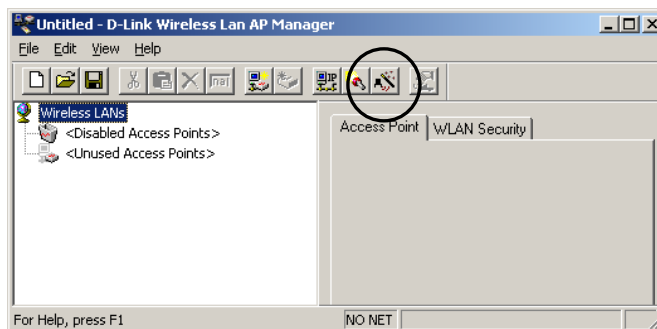 Untitled - D-Link Wireless Lan AP Manager
File Edit View Help
Wireless LANs
<Disabled Access Points>
<Unused Access Points>
Access Point WLAN Security
For Help, press F1 NO NET